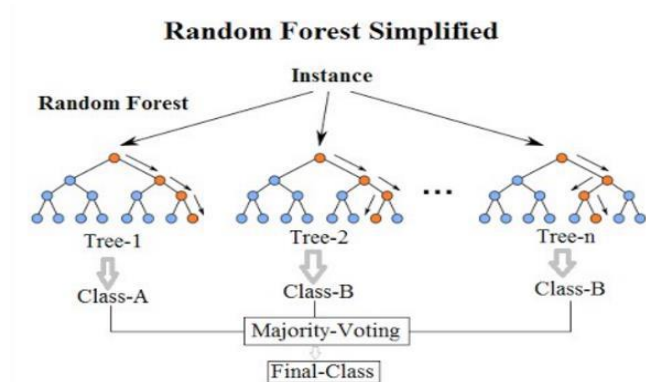 Random Forest Simplified
Instance
Random Forest
...
Tree-1 Tree-2 Tree-n
Class-A Class-B Class-B
Majority-Voting
Final-Class